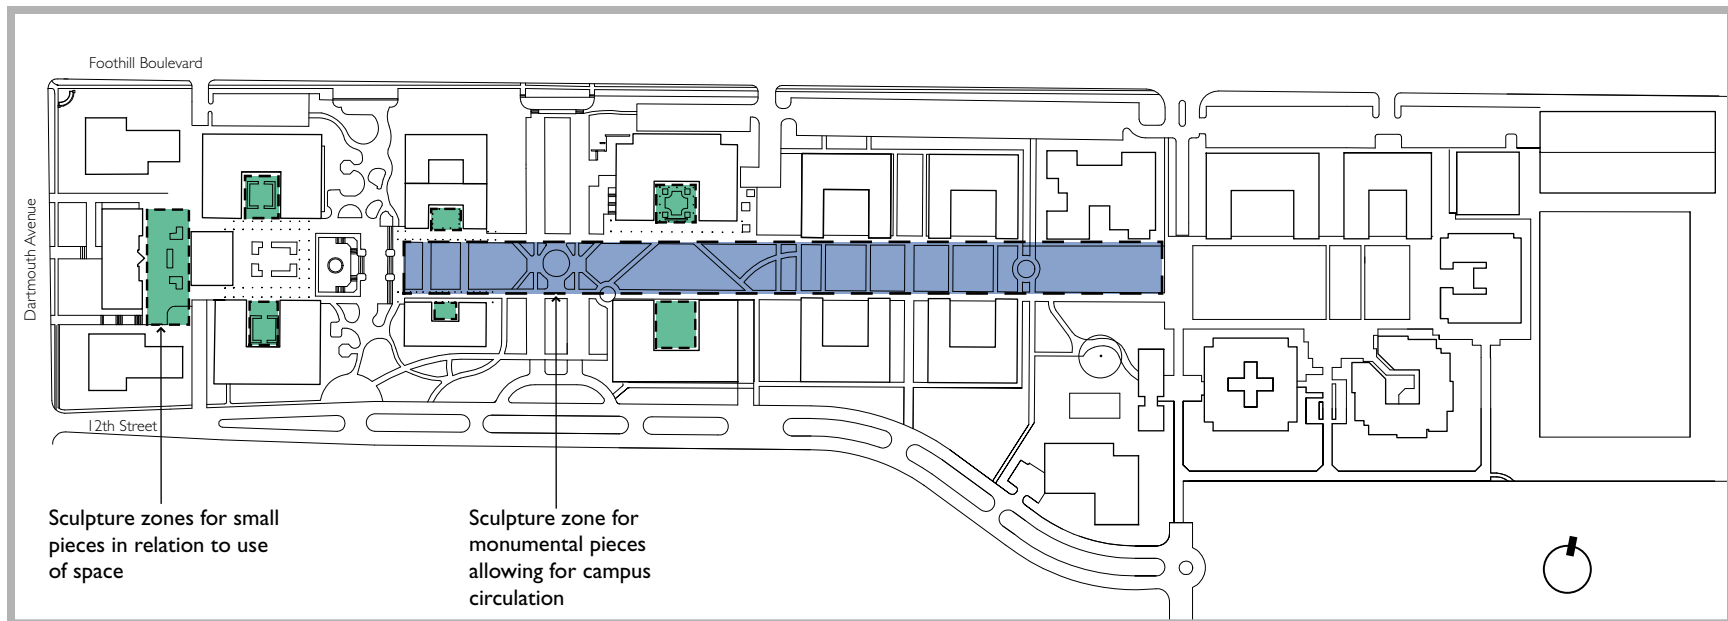 Foothill Boulevard
Dartmouth Avenue
12th Street
Sculpture zones for small
pieces in relation to use
of space
Sculpture zone for
monumental pieces
allowing for campus
circulation